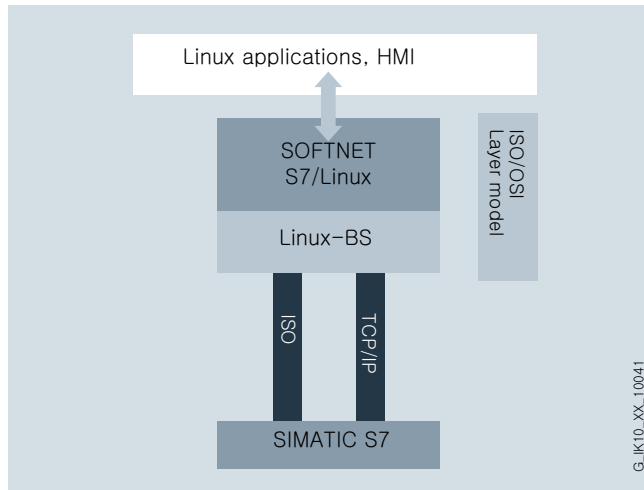 Linux applications, HMI
SOFTNET
S7/Linux
ISO/OSI
Layer model
Linux-BS
ISO
TCP/IP
SIMATIC S7
G_IK10_XX_10041